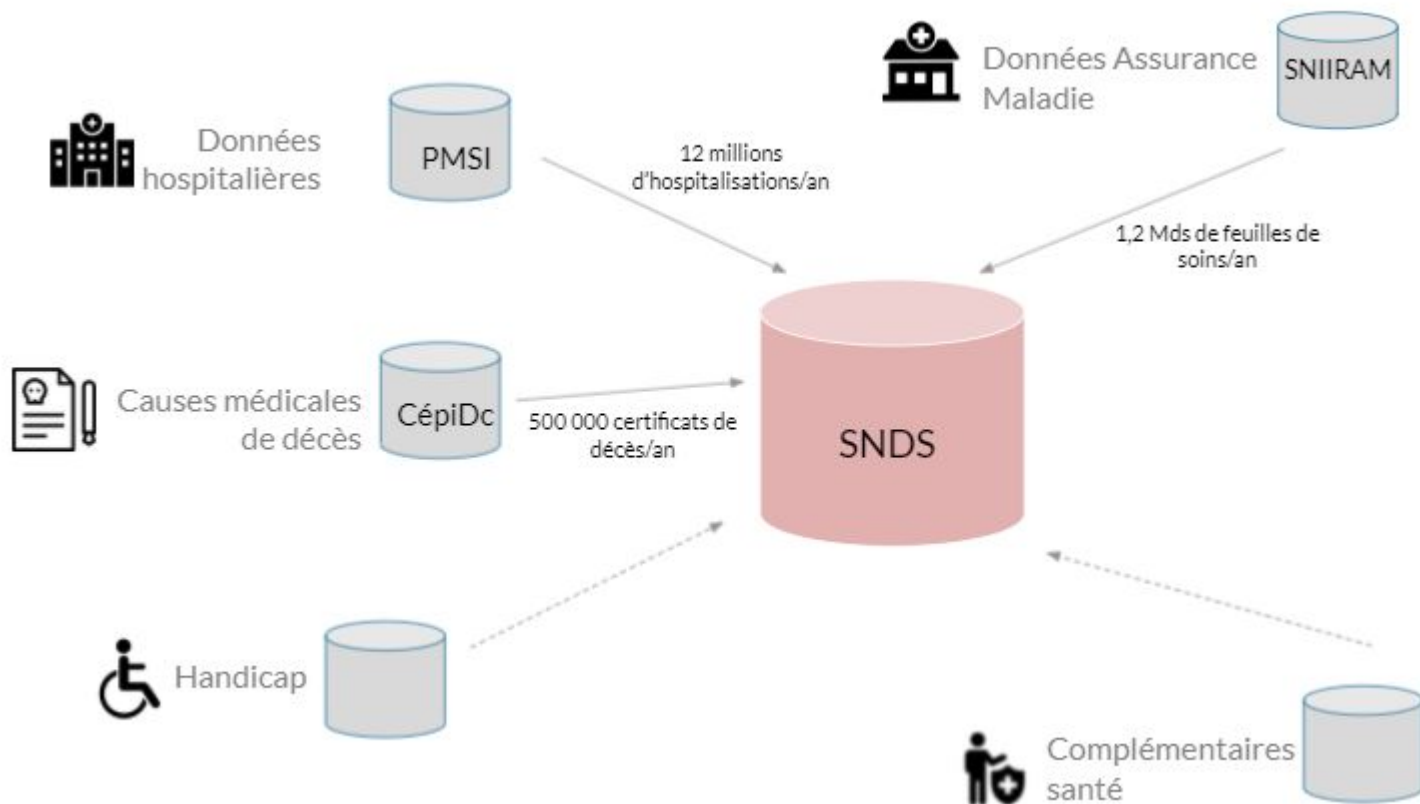 Données Assurance
Maladie
SNIIRAM
Données
hospitalières
PMSI
12 millions
d'hospitalisations/an
1,2 Mds de feuilles de
soins/an
Causes médicales
de décès
CépiDc
500 000 certificats de
décès/an
SNDS
Handicap
Complémentaires
santé